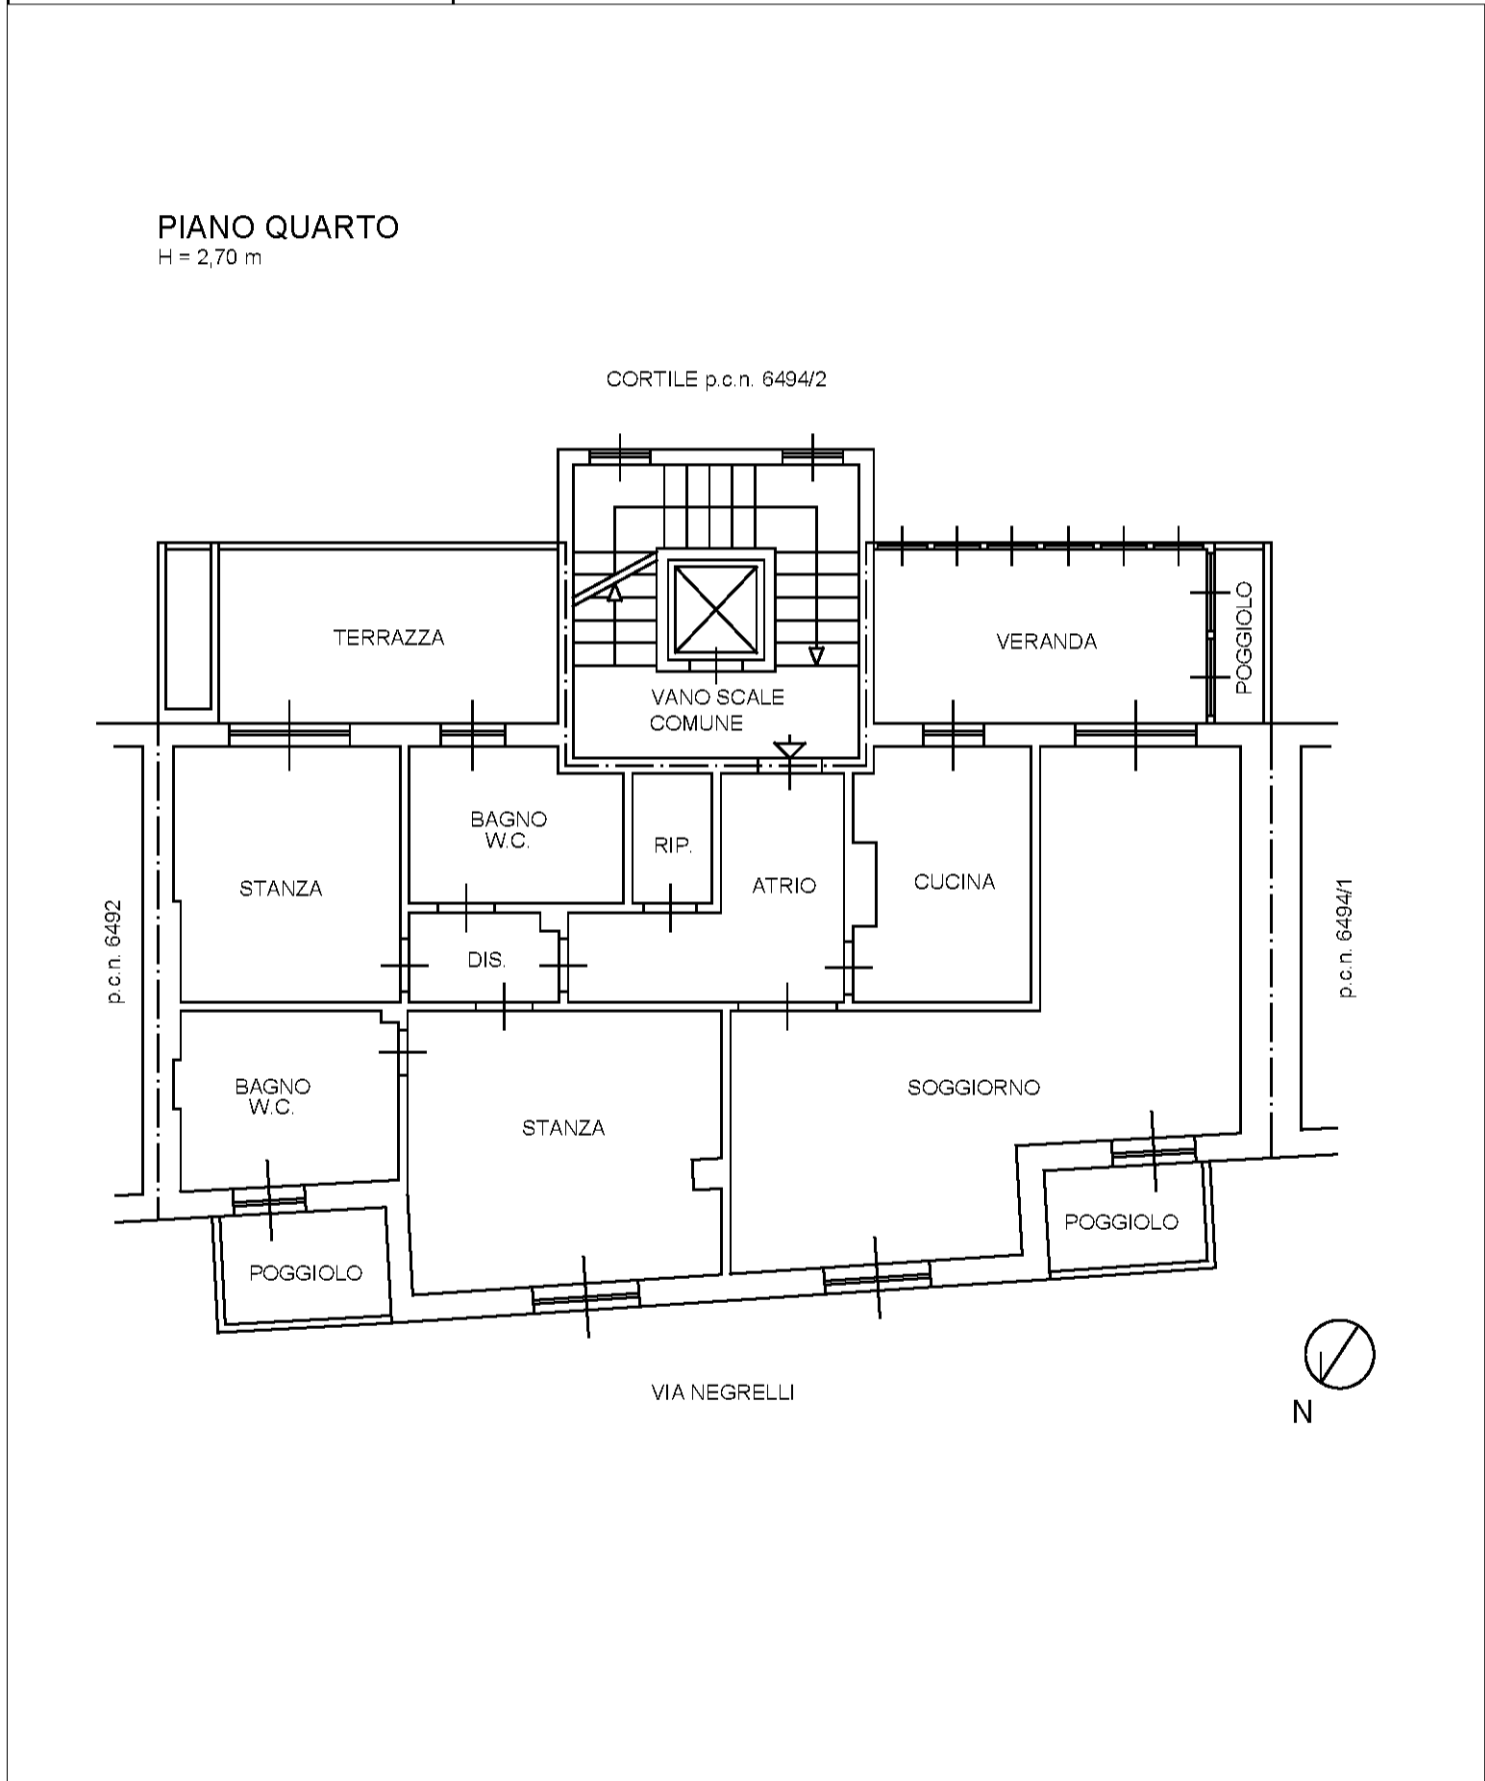 PIANO QUARTO
H = 2,70 m
CORTILE p.c.n. 6494/2
TERRAZZA
VANO SCALE
COMUNE
VERANDA
POGGIOLO
BAGNO
W.C.
RIP.
ATRIO
CUCINA
STANZA
DIS.
p.c.n. 6492
p.c.n. 6494/1
BAGNO
W.C.
STANZA
SOGGIORNO
POGGIOLO
POGGIOLO
VIA NEGRELLI
N